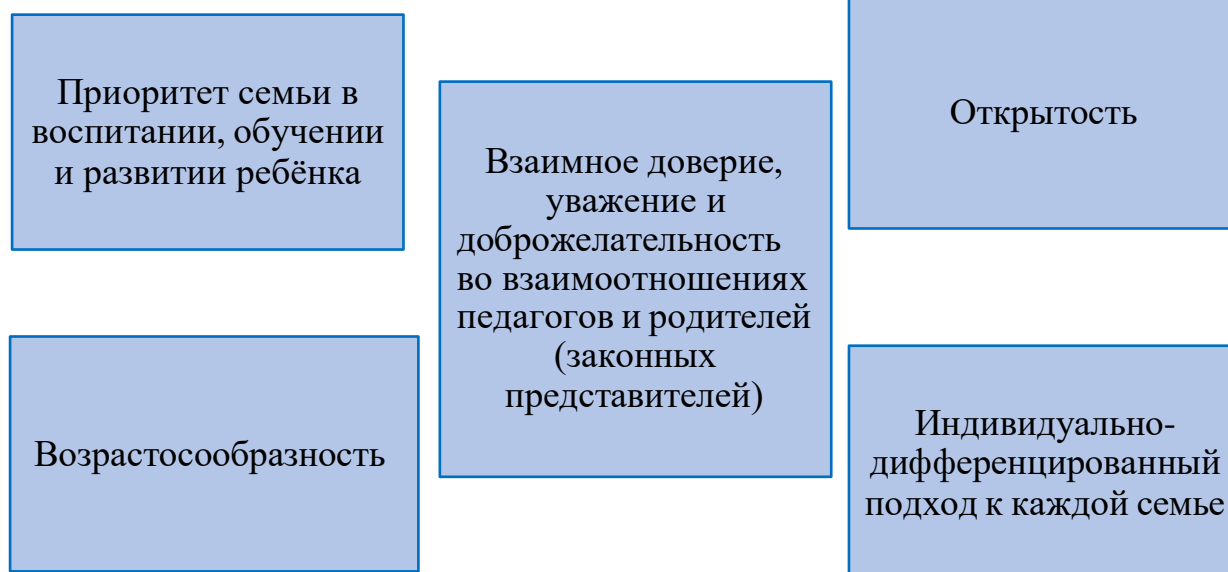 Приоритет семьи в
воспитании, обучении
и развитии ребёнка
Взаимное доверие,
уважение и
доброжелательность
во взаимоотношениях
педагогов и родителей
(законных
представителей)
Открытость
Возрастосообразность
Индивидуально-
дифференцированный
подход к каждой семье